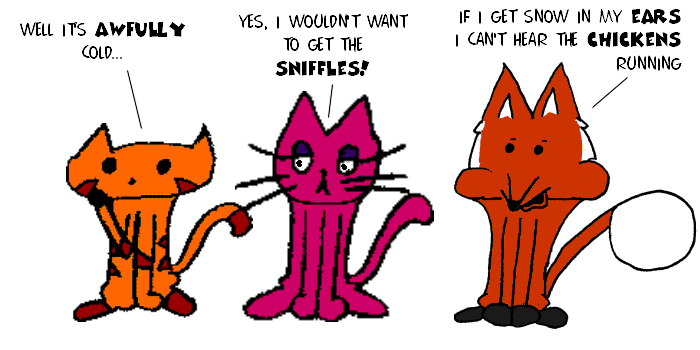 WELL IT'S AWFULLY
COLD...
YES, I WOULDN'T WANT
TO GET THE
SNIFFLES!
IF I GET SNOW IN MY EARS
I CAN'T HEAR THE CHICKENS
RUNNING